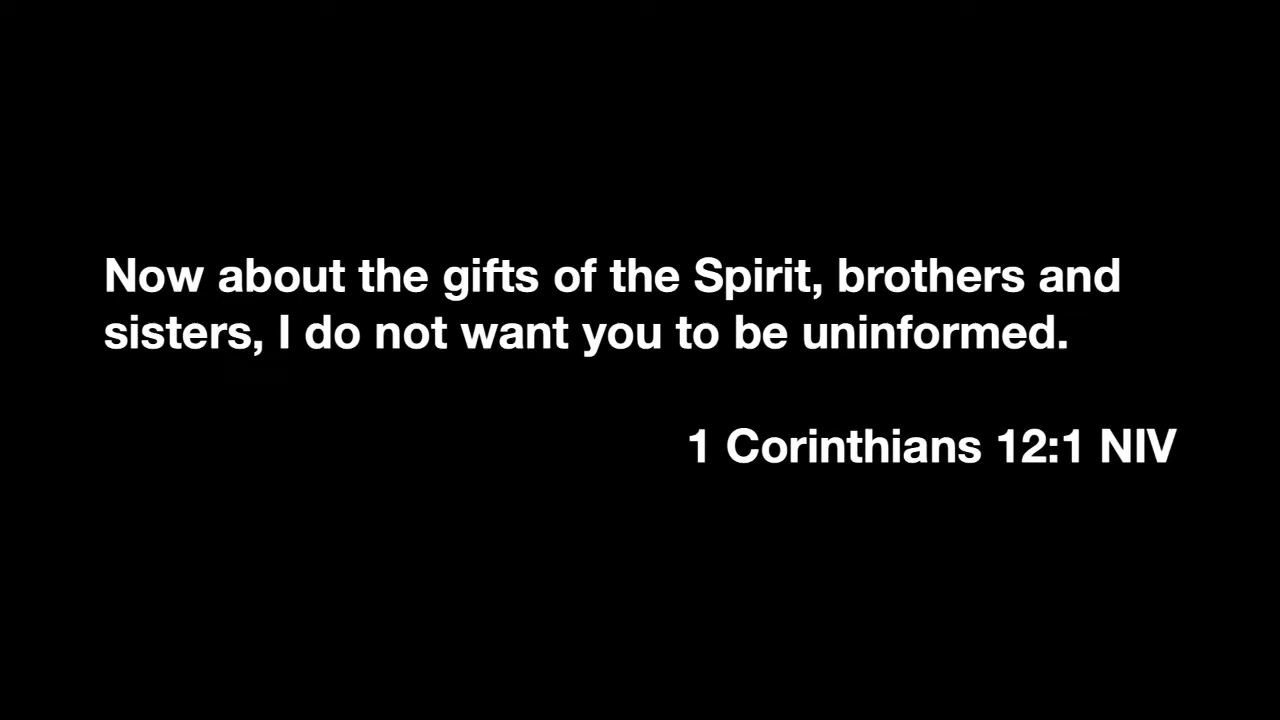 Now about the gifts of the Spirit, brothers and
sisters, I do not want you to be uninformed.
1 Corinthians 12:1 NIV